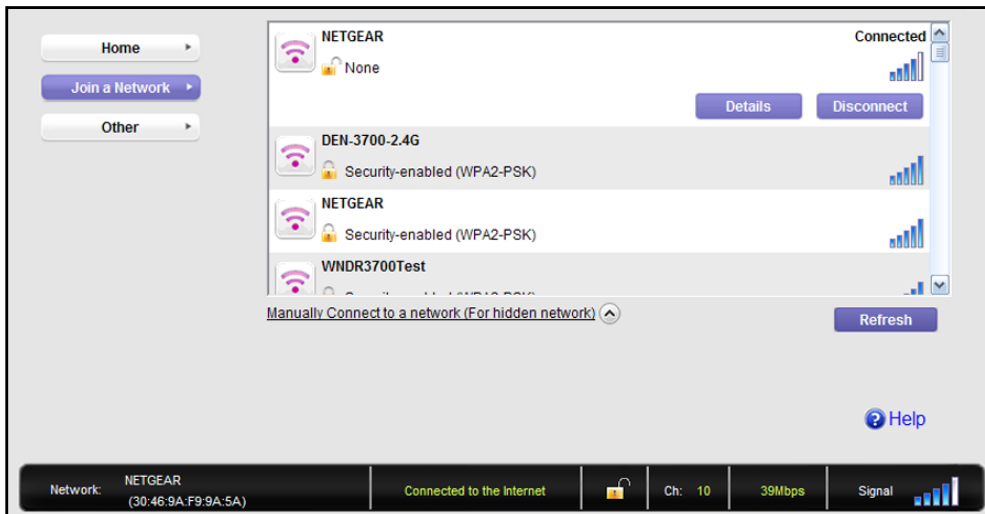 Home
Join a Network
Other
NETGEAR
Connected
None
Details
Disconnect
DEN-3700-2.4G
Security-enabled (WPA2-PSK)
NETGEAR
Security-enabled (WPA2-PSK)
WNDR3700Test
Manually Connect to a network (For hidden network)
Refresh
Help
Network:
NETGEAR
(30:46:9A:F9:9A:5A)
Connected to the Internet
Ch: 10
39Mbps
Signal